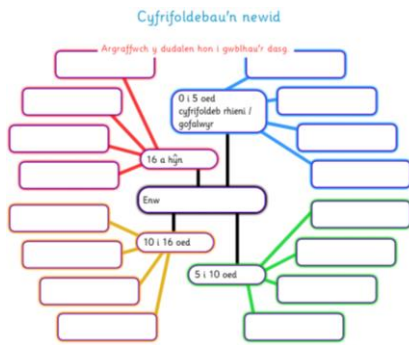 Cyfrifoldebau'n newid
Argraffwch y dudalen hon i gwblhau'r dasg.
0 i 5 oed
cyfrifoldeb rhieni /
gofalwyr
16 a hŷn
Enw
10 i 16 oed
5 i 10 oed